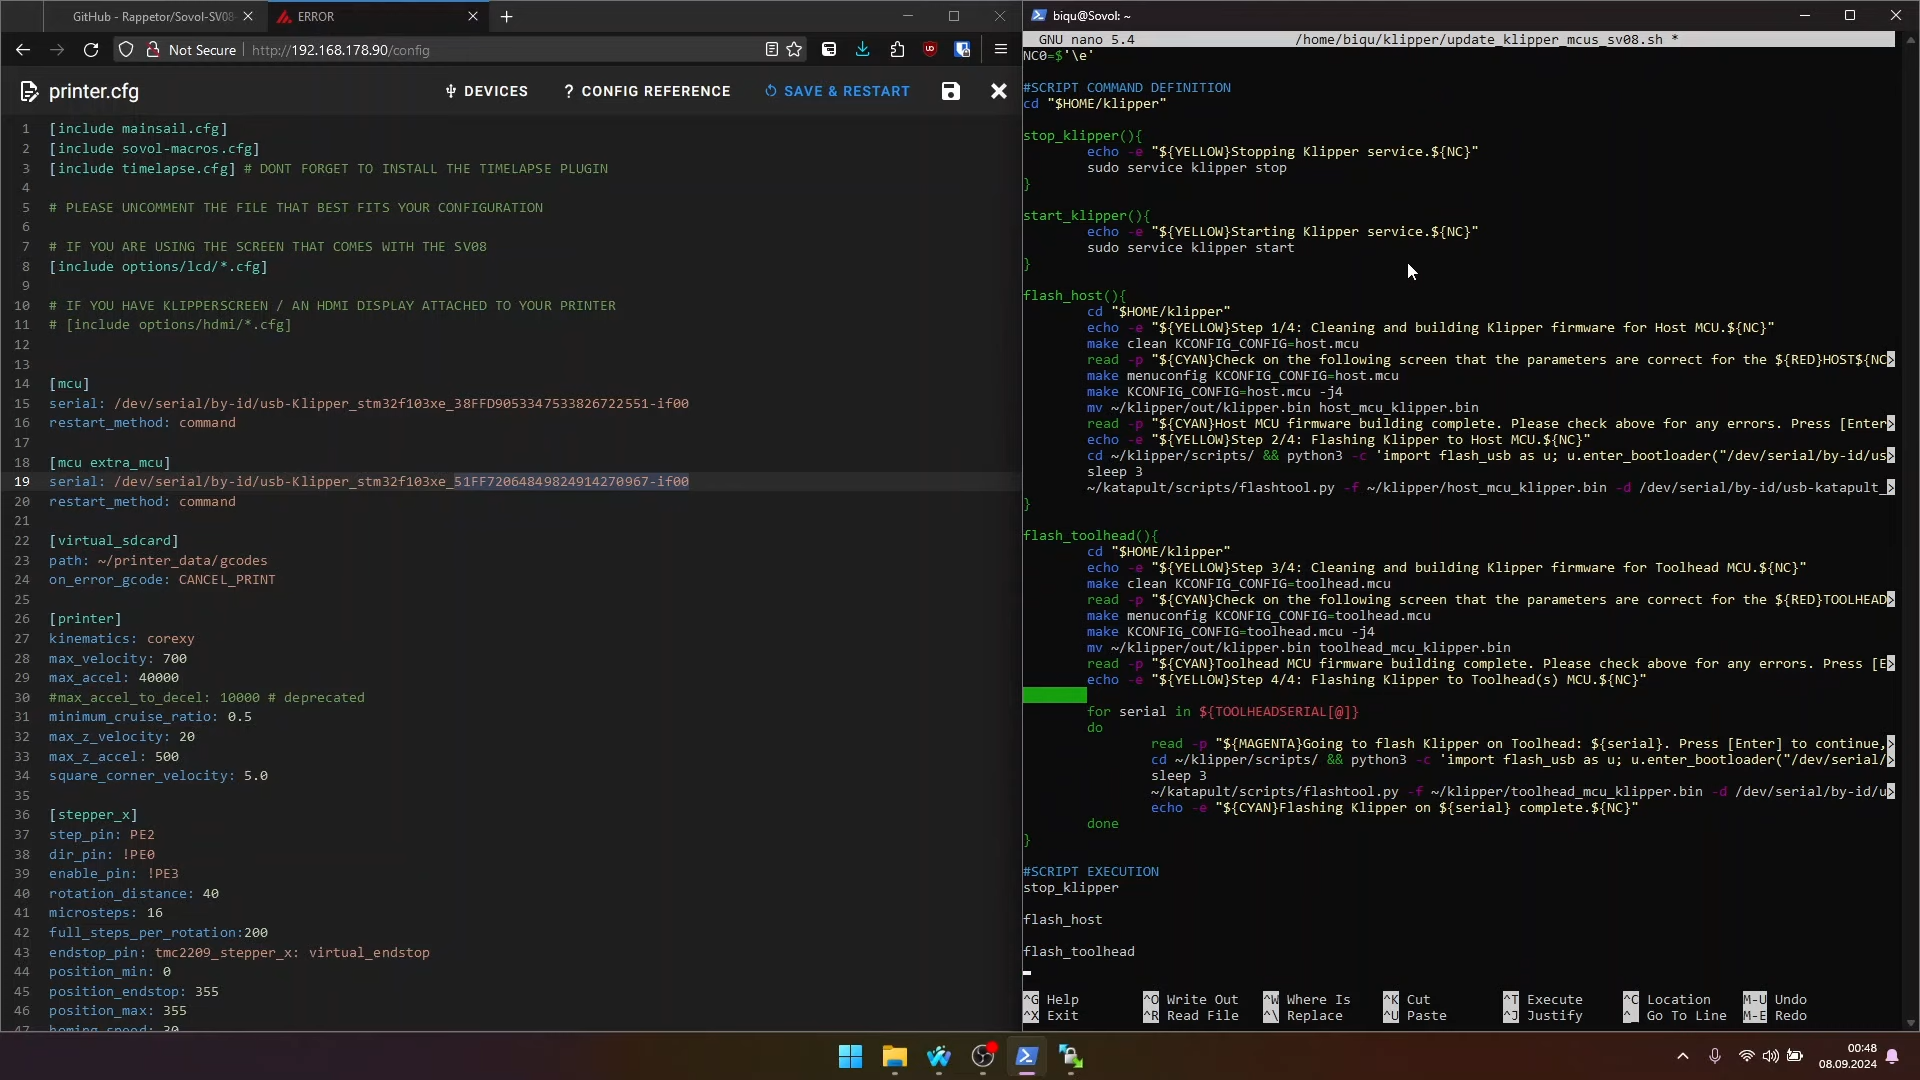 GitHub - Rappetor/Sovol-SV08-
ERROR
Not Secure
http://192.168.178.90/config
printer.cfg
DEVICES
? CONFIG REFERENCE
SAVE & RESTART
1 [include mainsail.cfg]
2 [include sovol-macros.cfg]
3 [include timelapse.cfg] # DONT FORGET TO INSTALL THE TIMELAPSE PLUGIN
4
5 # PLEASE UNCOMMENT THE FILE THAT BEST FITS YOUR CONFIGURATION
6
7 # IF YOU ARE USING THE SCREEN THAT COMES WITH THE SV08
8 [include options/lcd/*.cfg]
9
10 # IF YOU HAVE KLIPPERSCREEN / AN HDMI DISPLAY ATTACHED TO YOUR PRINTER
11 # [include options/hdmi/*.cfg]
12
13
14 [mcu]
15 serial: /dev/serial/by-id/usb-Klipper_stm32f103xe_38FFD9053347533826722551-if00
16 restart_method: command
17
18 [mcu extra_mcu]
19 serial: /dev/serial/by-id/usb-Klipper_stm32f103xe_51FF72064849824914270967-if00
20 restart_method: command
21
22 [virtual_sdcard]
23 path: ~/printer_data/gcodes
24 on_error_gcode: CANCEL_PRINT
25
26 [printer]
27 kinematics: corexy
28 max_velocity: 700
29 max_accel: 40000
30 #max_accel_to_decel: 10000 # deprecated
31 minimum_cruise_ratio: 0.5
32 max_z_velocity: 20
33 max_z_accel: 500
34 square_corner_velocity: 5.0
35
36 [stepper_x]
37 step_pin: PE2
38 dir_pin: !PE0
39 enable_pin: !PE3
40 rotation_distance: 40
41 microsteps: 16
42 full_steps_per_rotation:200
43 endstop_pin: tmc2209_stepper_x: virtual_endstop
44 position_min: 0
45 position_endstop: 355
46 position_max: 355
47 homing_speed: 30
biqu@Sovol: ~
GNU nano 5.4 /home/biqu/klipper/update_klipper_mcus_sv08.sh *
NC0=$'\e'
#SCRIPT COMMAND DEFINITION
cd "$HOME/klipper"
stop_klipper(){
echo -e "${YELLOW}Stopping Klipper service.${NC}"
sudo service klipper stop
}
start_klipper(){
echo -e "${YELLOW}Starting Klipper service.${NC}"
sudo service klipper start
}
flash_host(){
cd "$HOME/klipper"
echo -e "${YELLOW}Step 1/4: Cleaning and building Klipper firmware for Host MCU.${NC}"
make clean KCONFIG_CONFIG=host.mcu
read -p "${CYAN}Check on the following screen that the parameters are correct for the ${RED}HOST${NC>
make menuconfig KCONFIG_CONFIG=host.mcu
make KCONFIG_CONFIG=host.mcu -j4
mv ~/klipper/out/klipper.bin host_mcu_klipper.bin
read -p "${CYAN}Host MCU firmware building complete. Please check above for any errors. Press [Enter>
echo -e "${YELLOW}Step 2/4: Flashing Klipper to Host MCU.${NC}"
cd ~/klipper/scripts/ && python3 -c 'import flash_usb as u; u.enter_bootloader("/dev/serial/by-id/us>
sleep 3
~/katapult/scripts/flashtool.py -f ~/klipper/host_mcu_klipper.bin -d /dev/serial/by-id/usb-katapult_>
}
flash_toolhead(){
cd "$HOME/klipper"
echo -e "${YELLOW}Step 3/4: Cleaning and building Klipper firmware for Toolhead MCU.${NC}"
make clean KCONFIG_CONFIG=toolhead.mcu
read -p "${CYAN}Check on the following screen that the parameters are correct for the ${RED}TOOLHEAD>
make menuconfig KCONFIG_CONFIG=toolhead.mcu
make KCONFIG_CONFIG=toolhead.mcu -j4
mv ~/klipper/out/klipper.bin toolhead_mcu_klipper.bin
read -p "${CYAN}Toolhead MCU firmware building complete. Please check above for any errors. Press [E>
echo -e "${YELLOW}Step 4/4: Flashing Klipper to Toolhead(s) MCU.${NC}"
for serial in ${TOOLHEADSERIAL[@]}
do
read -p "${MAGENTA}Going to flash Klipper on Toolhead: ${serial}. Press [Enter] to continue,>
cd ~/klipper/scripts/ && python3 -c 'import flash_usb as u; u.enter_bootloader("/dev/serial/>
sleep 3
~/katapult/scripts/flashtool.py -f ~/klipper/toolhead_mcu_klipper.bin -d /dev/serial/by-id/u>
echo -e "${CYAN}Flashing Klipper on ${serial} complete.${NC}"
done
}
#SCRIPT EXECUTION
stop_klipper
flash_host
flash_toolhead
^G Help ^O Write Out ^W Where Is ^K Cut ^T Execute ^C Location M-U Undo
^X Exit ^R Read File ^\ Replace ^U Paste ^J Justify ^_ Go To Line M-E Redo
00:48
08.09.2024